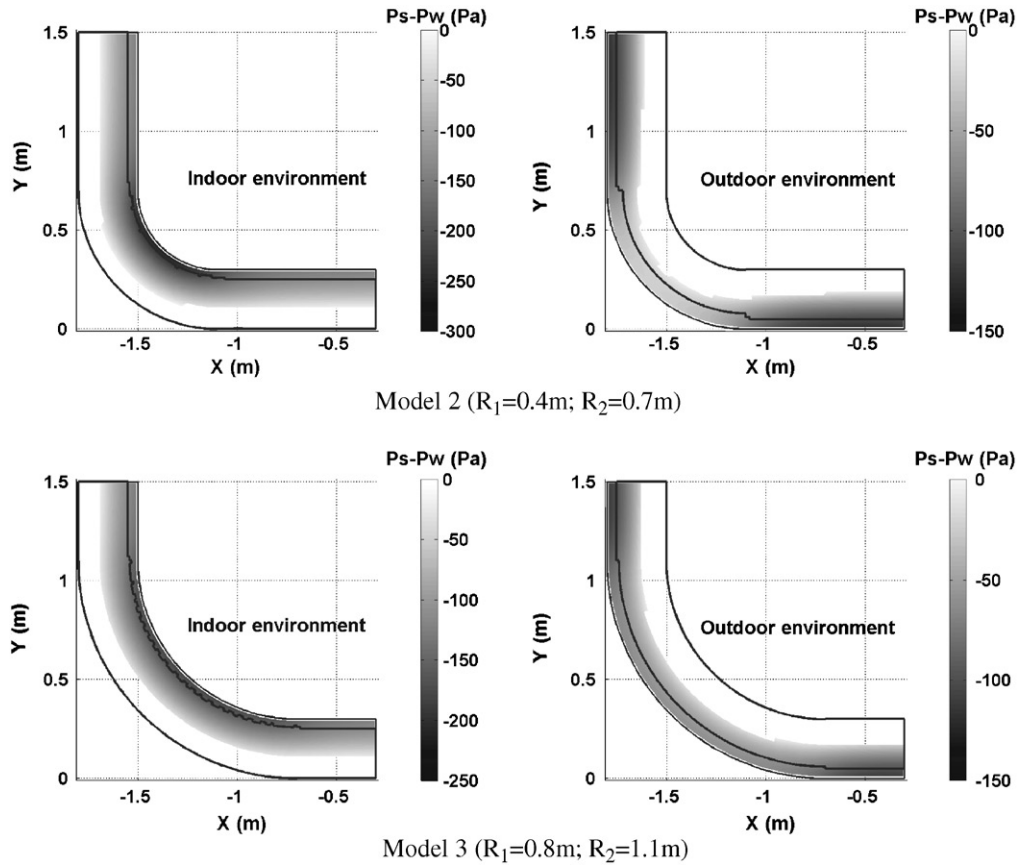 Ps-Pw (Pa)
1.5
1
0.5
0
Y (m)
-1.5
-1
-0.5
X (m)
Indoor environment
0
-50
-100
-150
-200
-250
-300
Ps-Pw (Pa)
1.5
1
0.5
0
Y (m)
-1.5
-1
-0.5
X (m)
Outdoor environment
0
-50
-100
-150
Model 2 (R₁=0.4m; R₂=0.7m)
Ps-Pw (Pa)
1.5
1
0.5
0
Y (m)
-1.5
-1
-0.5
X (m)
Indoor environment
0
-50
-100
-150
-200
-250
Ps-Pw (Pa)
1.5
1
0.5
0
Y (m)
-1.5
-1
-0.5
X (m)
Outdoor environment
0
-50
-100
-150
Model 3 (R₁=0.8m; R₂=1.1m)